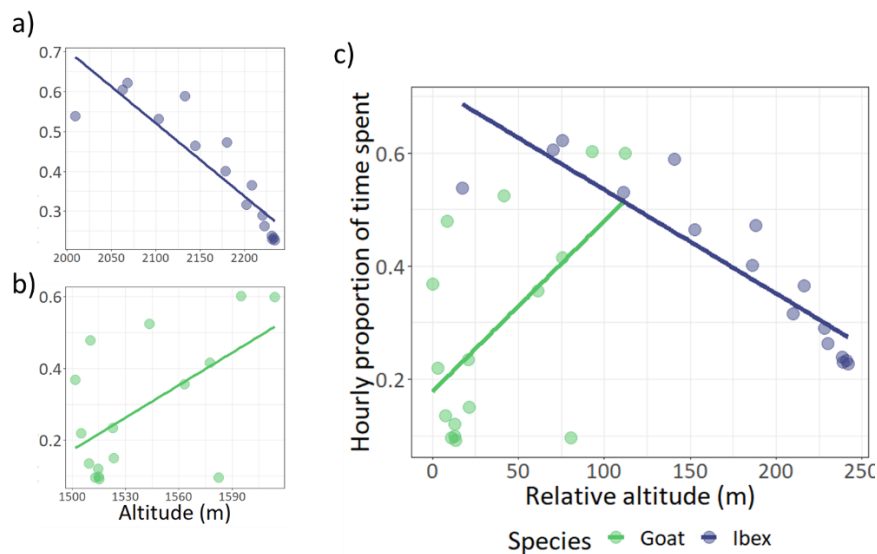 a)
0.7
0.6
0.5
0.4
0.3
2000 2050 2100 2150 2200
b)
0.6
0.4
0.2
1500 1530 1560 1590
Altitude (m)
c)
Hourly proportion of time spent
0.6
0.4
0.2
0 50 100 150 200 250
Relative altitude (m)
Species Goat Ibex